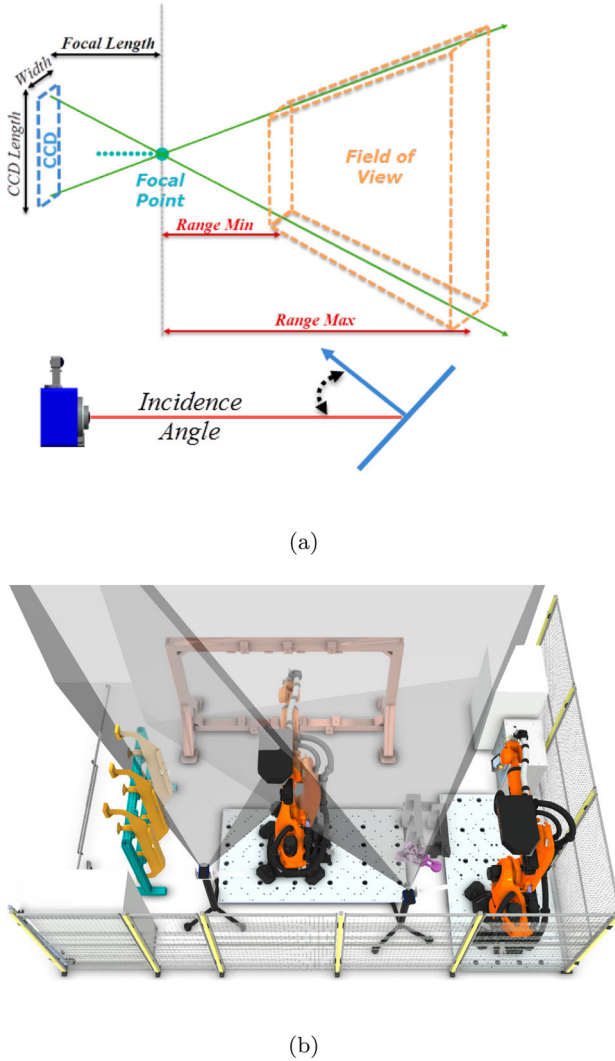 Focal Length
Width
CCD Length
CCD
Focal
Point
Field of
View
Range Min
Range Max
Incidence
Angle
(a)
(b)